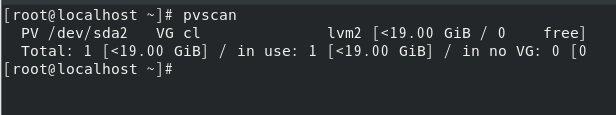 [root@localhost ~]# pvscan
  PV /dev/sda2   VG cl              lvm2 [<19.00 GiB / 0    free]
  Total: 1 [<19.00 GiB] / in use: 1 [<19.00 GiB] / in no VG: 0 [0
[root@localhost ~]#